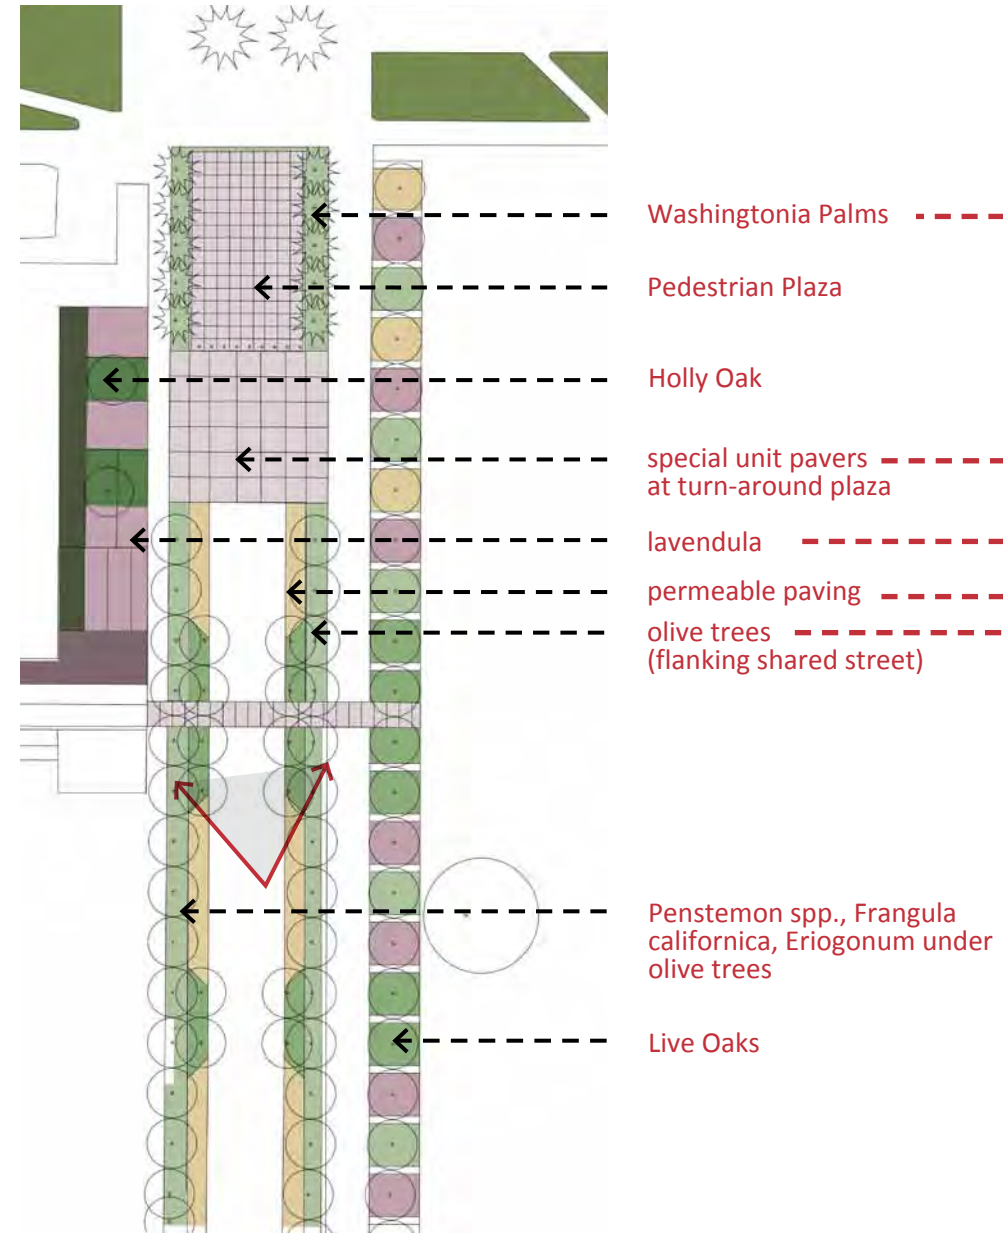 Washingtonia Palms
Pedestrian Plaza
Holly Oak
special unit pavers
at turn-around plaza
lavendula
permeable paving
olive trees
(flanking shared street)
Penstemon spp., Frangula
californica, Eriogonum under
olive trees
Live Oaks